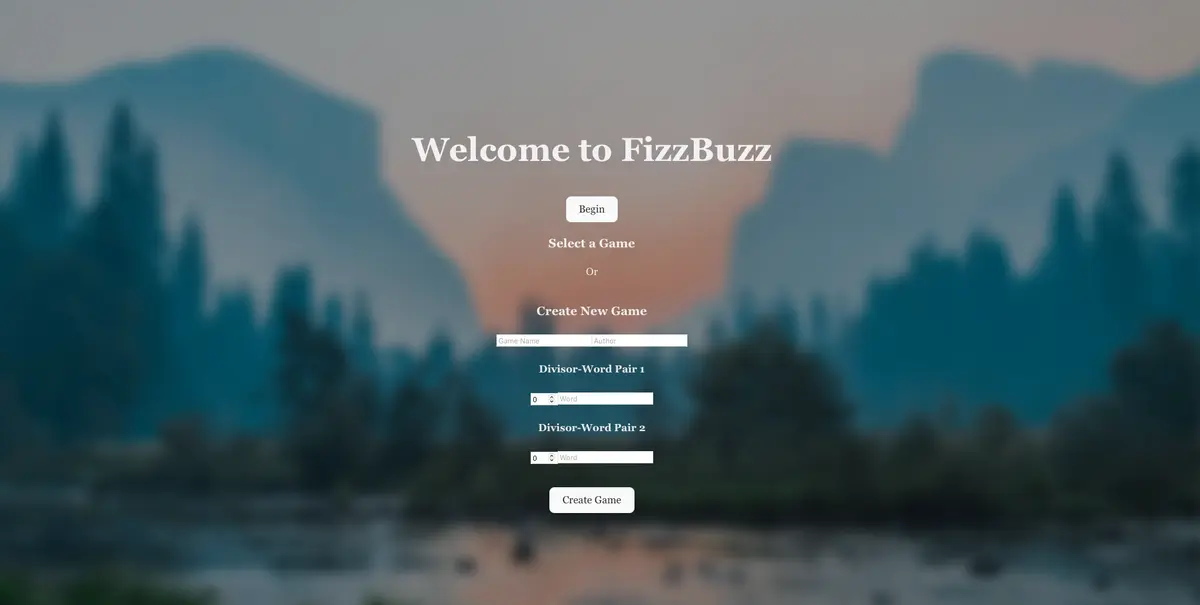 Welcome to FizzBuzz
Begin
Select a Game
Or
Create New Game
Game Name Author
Divisor-Word Pair 1
0 Word
Divisor-Word Pair 2
0 Word
Create Game